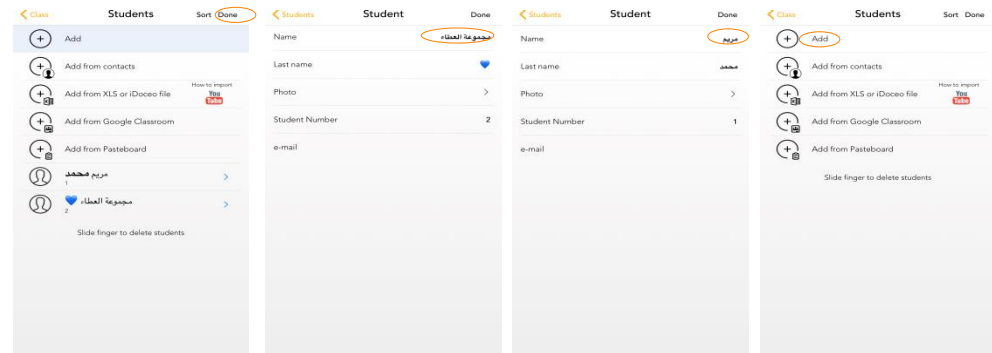 Class Students Sort Done
Add
Add from contacts
How to import
Add from XLS or iDoceo file You Tube
Add from Google Classroom
Add from Pasteboard
مريم محمد
1
مجموعة العطاء 💙
2
Slide finger to delete students
Students Student Done
Name مجموعة العطاء
Last name 💙
Photo
Student Number 2
e-mail
Students Student Done
Name مريم
Last name محمد
Photo
Student Number 1
e-mail
Class Students Sort Done
Add
Add from contacts
How to import
Add from XLS or iDoceo file You Tube
Add from Google Classroom
Add from Pasteboard
Slide finger to delete students